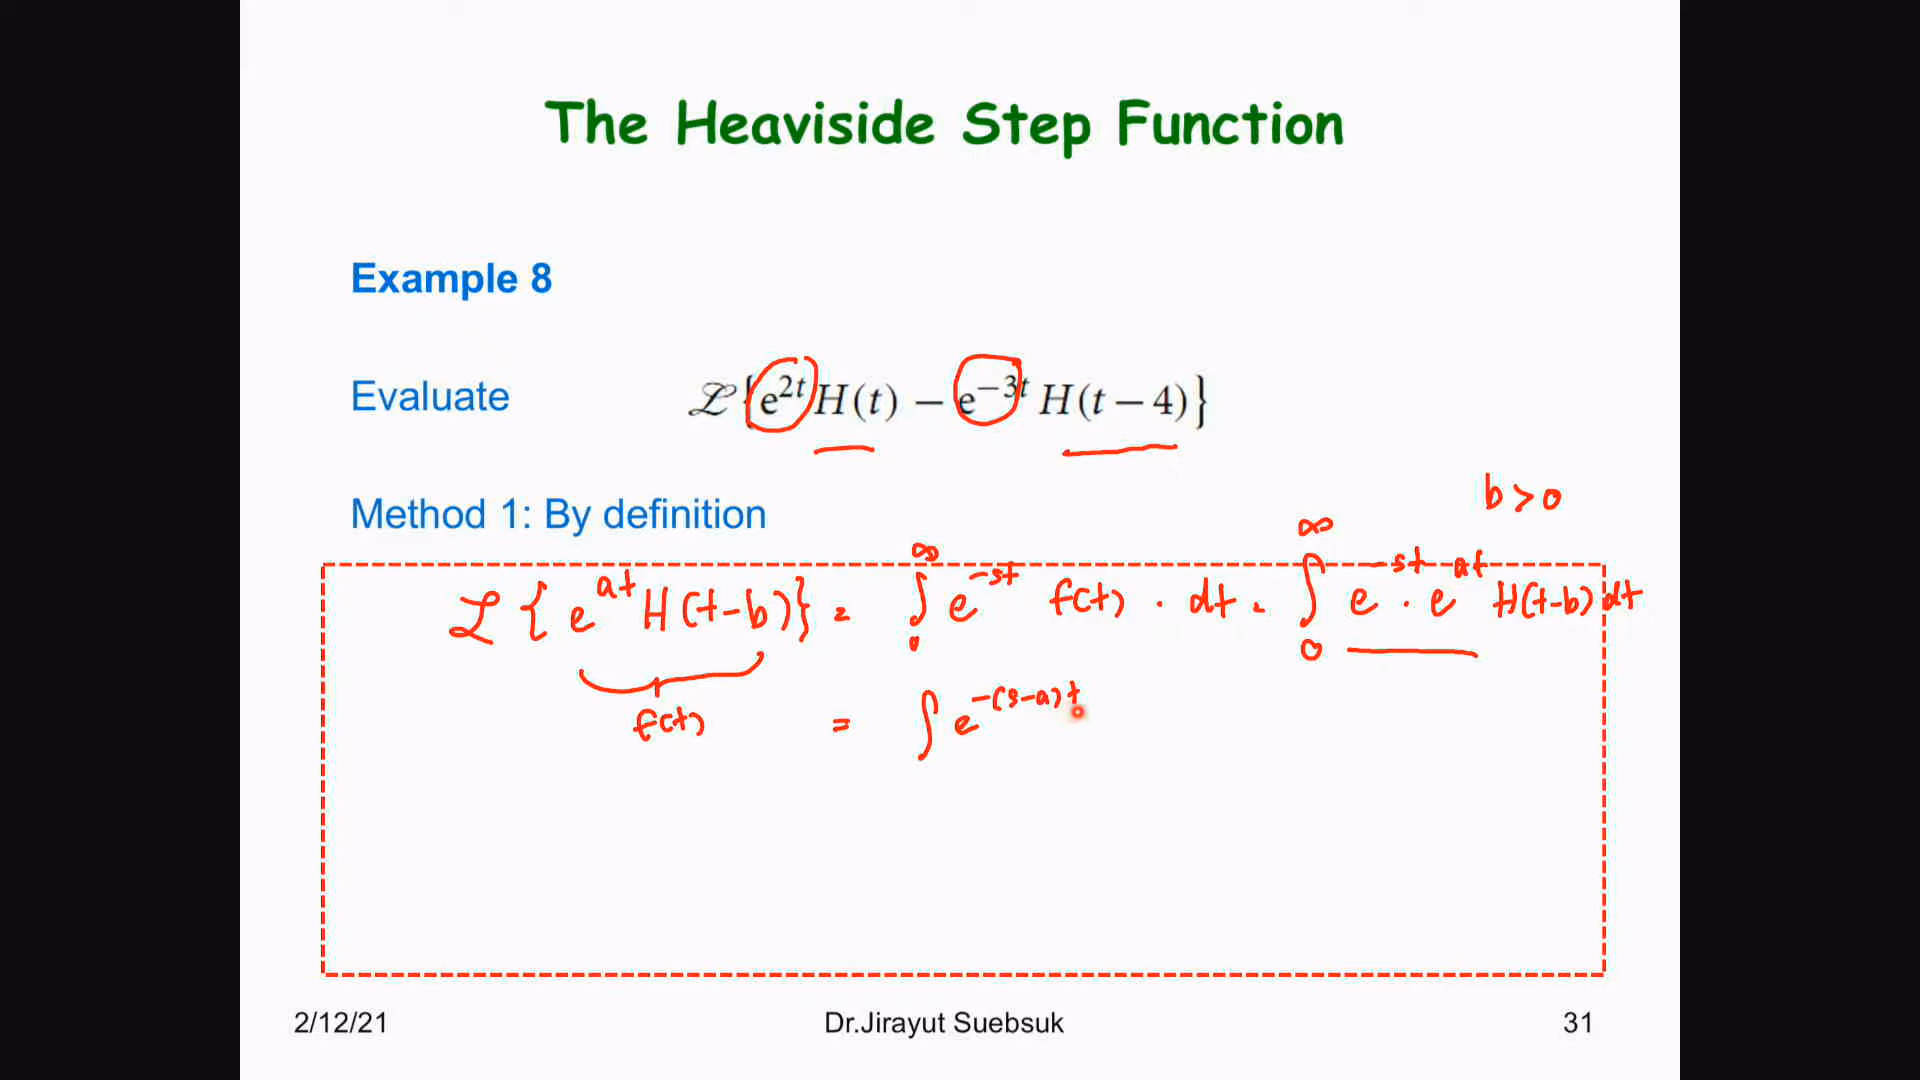 The Heaviside Step Function
Example 8
Evaluate ℒ{e^{2t} H(t) − e^{−3t} H(t − 4)}
b > 0
Method 1: By definition
ℒ{e^{at} H(t-b)} = ∫_0^∞ e^{-st} f(t) · dt = ∫_0^∞ e^{-st} · e^{at} H(t-b) dt
f(t) = ∫ e^{-(s-a)t}
2/12/21 Dr.Jirayut Suebsuk 31